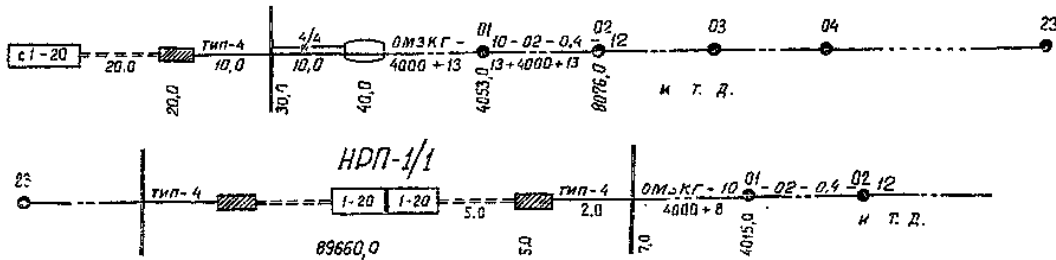 01 02 03 04 23
с 1-20 20.0 тип-4 10,0 4/4 10,0 ОМЗКГ-10-02-0,4-12 4000+13 13+4000+13
20,0 40,0 4053,0 8076,0 и т. д.
НРП-1/1
23 тип-4 1-20 1-20 5.0 тип-4 2,0 ОМЗКГ-10-02-0,4-12 01 02 4000+8
89660,0 5.0 7,0 4015,0 и т. д.